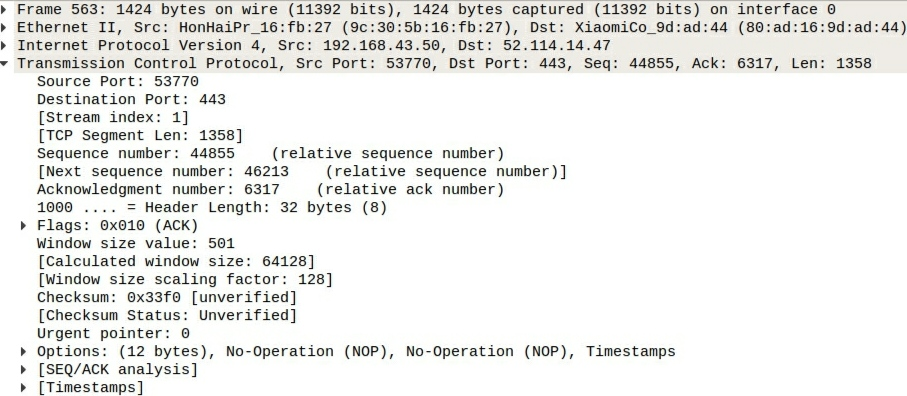 Frame 563: 1424 bytes on wire (11392 bits), 1424 bytes captured (11392 bits) on interface 0
Ethernet II, Src: HonHaiPr_16:fb:27 (9c:30:5b:16:fb:27), Dst: XiaomiCo_9d:ad:44 (80:ad:16:9d:ad:44)
Internet Protocol Version 4, Src: 192.168.43.50, Dst: 52.114.14.47
Transmission Control Protocol, Src Port: 53770, Dst Port: 443, Seq: 44855, Ack: 6317, Len: 1358
Source Port: 53770
Destination Port: 443
[Stream index: 1]
[TCP Segment Len: 1358]
Sequence number: 44855    (relative sequence number)
[Next sequence number: 46213    (relative sequence number)]
Acknowledgment number: 6317    (relative ack number)
1000 .... = Header Length: 32 bytes (8)
Flags: 0x010 (ACK)
Window size value: 501
[Calculated window size: 64128]
[Window size scaling factor: 128]
Checksum: 0x33f0 [unverified]
[Checksum Status: Unverified]
Urgent pointer: 0
Options: (12 bytes), No-Operation (NOP), No-Operation (NOP), Timestamps
[SEQ/ACK analysis]
[Timestamps]